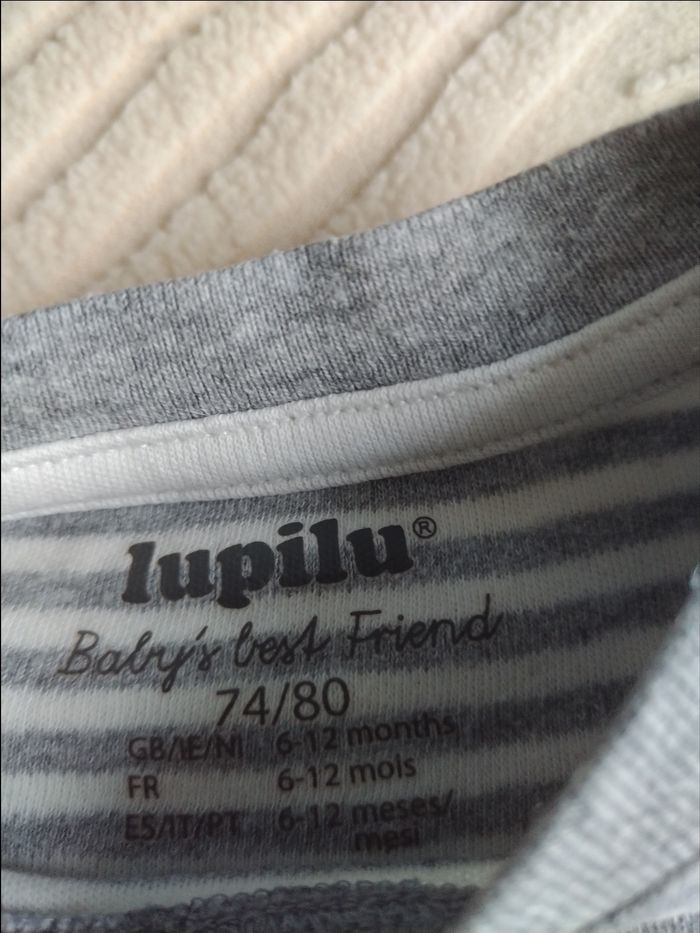 lupilu®
Baby's best Friend
74/80
GB/IE/NI 6-12 months
FR 6-12 mois
ES/IT/PT 6-12 meses/
mesi